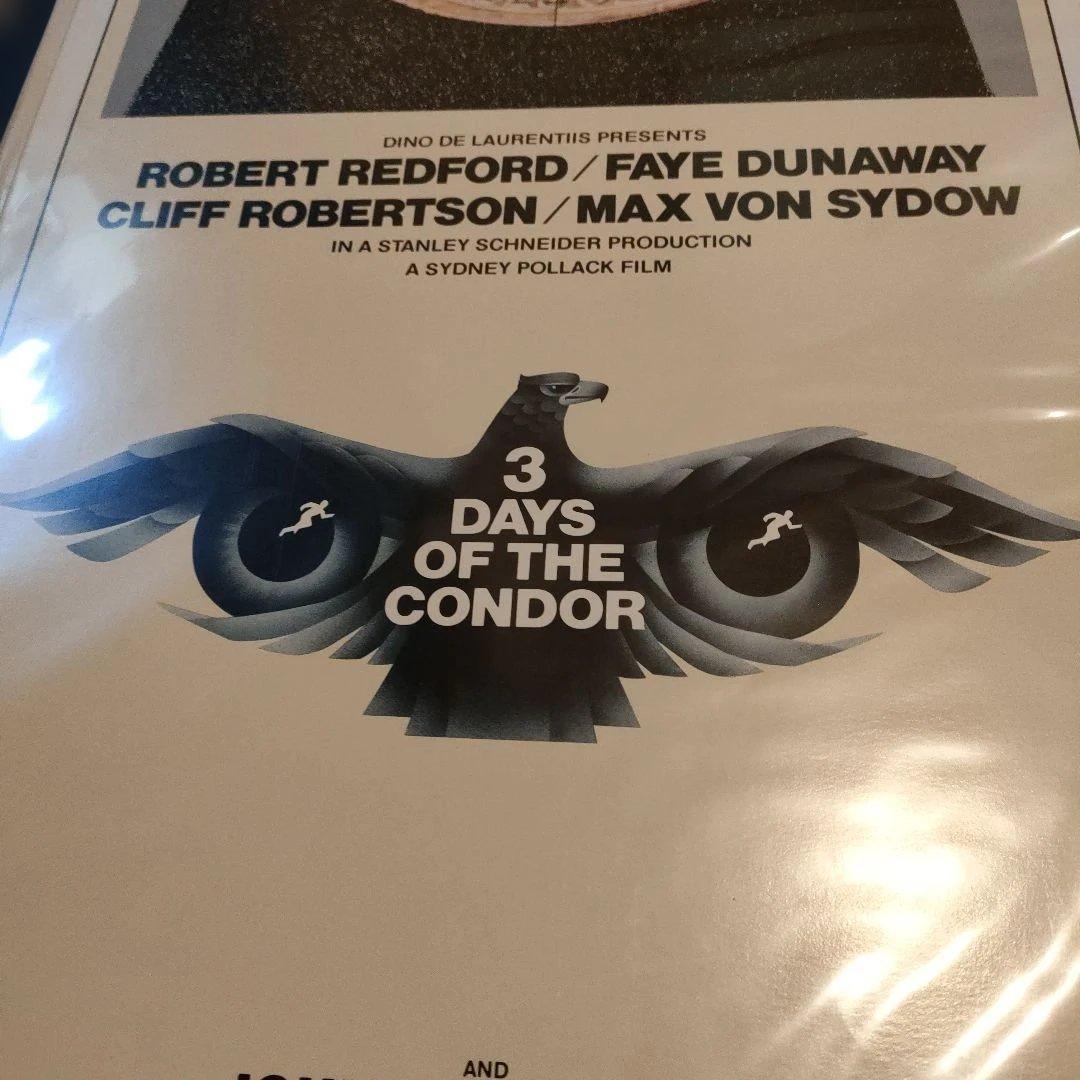 DINO DE LAURENTIIS PRESENTS
ROBERT REDFORD/FAYE DUNAWAY
CLIFF ROBERTSON/MAX VON SYDOW
IN A STANLEY SCHNEIDER PRODUCTION
A SYDNEY POLLACK FILM
3
DAYS
OF THE
CONDOR
AND